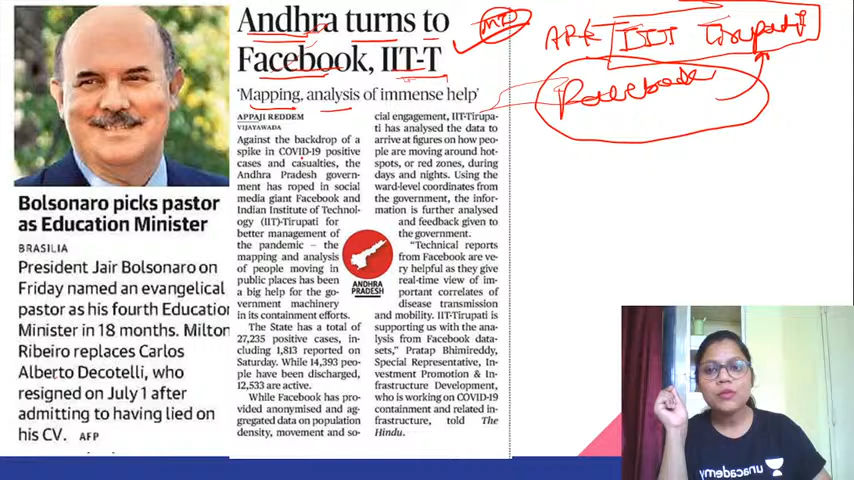 Bolsonaro picks pastor
as Education Minister
BRASILIA
President Jair Bolsonaro on
Friday named an evangelical
pastor as his fourth Education
Minister in 18 months. Milton
Ribeiro replaces Carlos
Alberto Decotelli, who
resigned on July 1 after
admitting to having lied on
his CV. AFP
Andhra turns to
Facebook, IIT-T
‘Mapping, analysis of immense help’
APPAJI REDDEM
VIJAYAWADA
Against the backdrop of a
spike in COVID-19 positive
cases and casualties, the
Andhra Pradesh govern-
ment has roped in social
media giant Facebook and
Indian Institute of Technol-
ogy (IIT)-Tirupati for
better management of
the pandemic – the
mapping and analysis
of people moving in
public places has been
a big help for the go-
vernment machinery
in its containment efforts.
The State has a total of
27,235 positive cases, in-
cluding 1,813 reported on
Saturday. While 14,393 peo-
ple have been discharged,
12,533 are active.
While Facebook has pro-
vided anonymised and ag-
gregated data on population
density, movement and so-
cial engagement, IIT-Tirupa-
ti has analysed the data to
arrive at figures on how peo-
ple are moving around hot-
spots, or red zones, during
days and nights. Using the
ward-level coordinates from
the government, the infor-
mation is further analysed
and feedback given to
the government.
“Technical reports
from Facebook are ve-
ry helpful as they give
real-time view of im-
portant correlates of
disease transmission
and mobility. IIT-Tirupati is
supporting us with the ana-
lysis from Facebook data-
sets,” Pratap Bhimireddy,
Special Representative, In-
vestment Promotion & In-
frastructure Development,
who is working on COVID-19
containment and related in-
frastructure, told The
Hindu.
ANDHRA
PRADESH
Tirupati
Facebook
unacademy